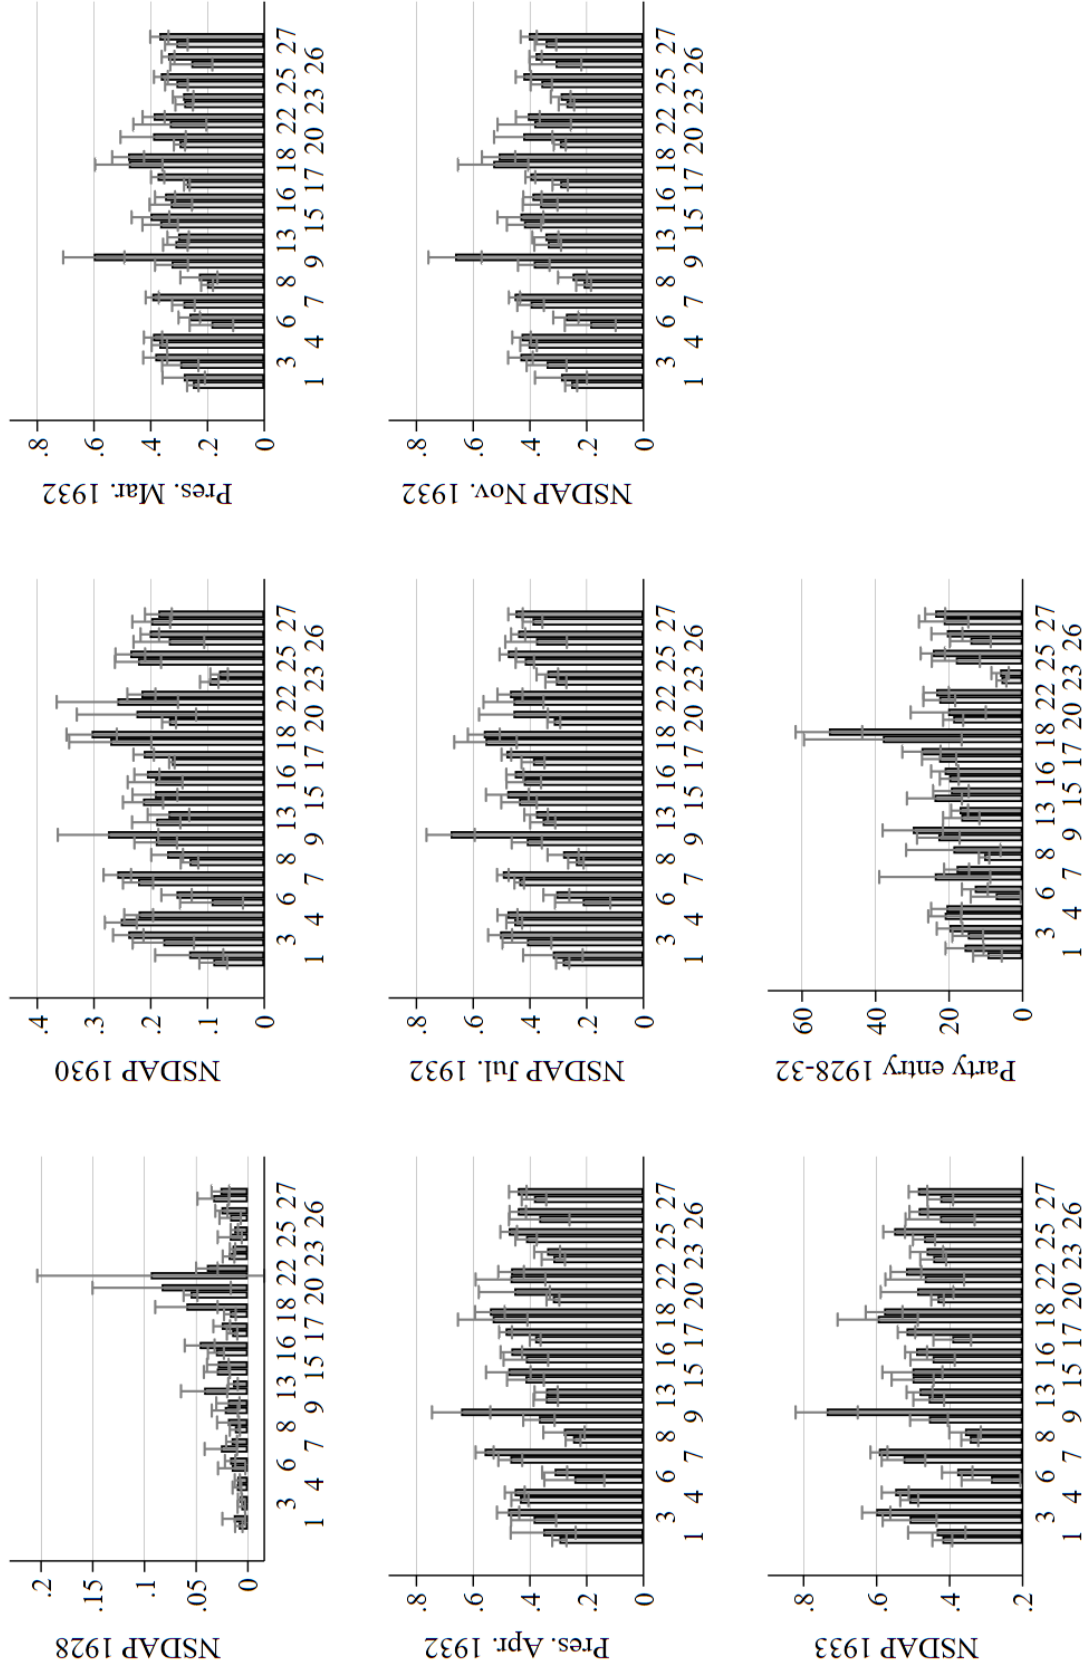 NSDAP 1928
.2
.15
.1
.05
0
3 6 8 13 16 18 22 25 27
1 4 7 9 15 17 20 23 26
NSDAP 1930
.4
.3
.2
.1
0
3 6 8 13 16 18 22 25 27
1 4 7 9 15 17 20 23 26
Pres. Mar. 1932
.8
.6
.4
.2
0
3 6 8 13 16 18 22 25 27
1 4 7 9 15 17 20 23 26
Pres. Apr. 1932
.8
.6
.4
.2
0
3 6 8 13 16 18 22 25 27
1 4 7 9 15 17 20 23 26
NSDAP Jul. 1932
.8
.6
.4
.2
0
3 6 8 13 16 18 22 25 27
1 4 7 9 15 17 20 23 26
NSDAP Nov. 1932
.8
.6
.4
.2
0
3 6 8 13 16 18 22 25 27
1 4 7 9 15 17 20 23 26
NSDAP 1933
.8
.6
.4
.2
3 6 8 13 16 18 22 25 27
1 4 7 9 15 17 20 23 26
Party entry 1928-32
60
40
20
0
3 6 8 13 16 18 22 25 27
1 4 7 9 15 17 20 23 26